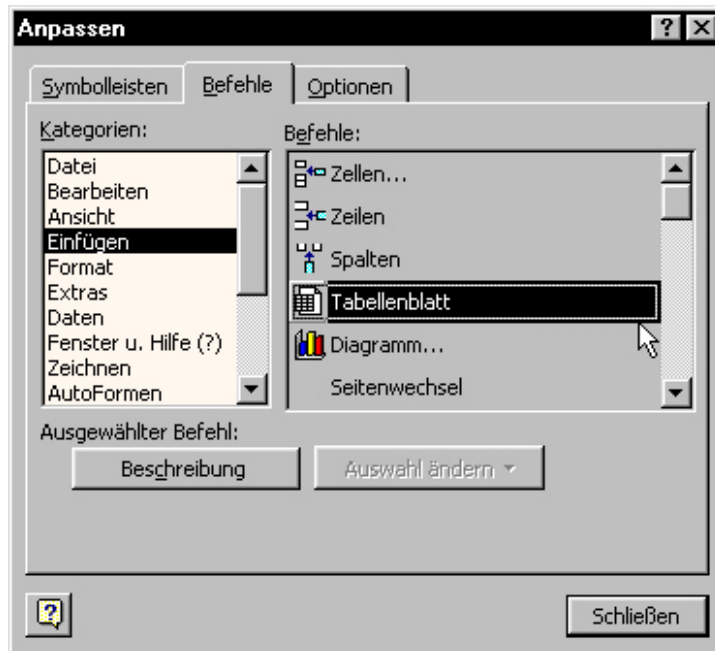 Anpassen
Symbolleisten
Befehle
Optionen
Kategorien:
Datei
Bearbeiten
Ansicht
Einfügen
Format
Extras
Daten
Fenster u. Hilfe (?)
Zeichnen
AutoFormen
Befehle:
Zellen...
Zeilen
Spalten
Tabellenblatt
Diagramm...
Seitenwechsel
Ausgewählter Befehl:
Beschreibung
Auswahl ändern
Schließen